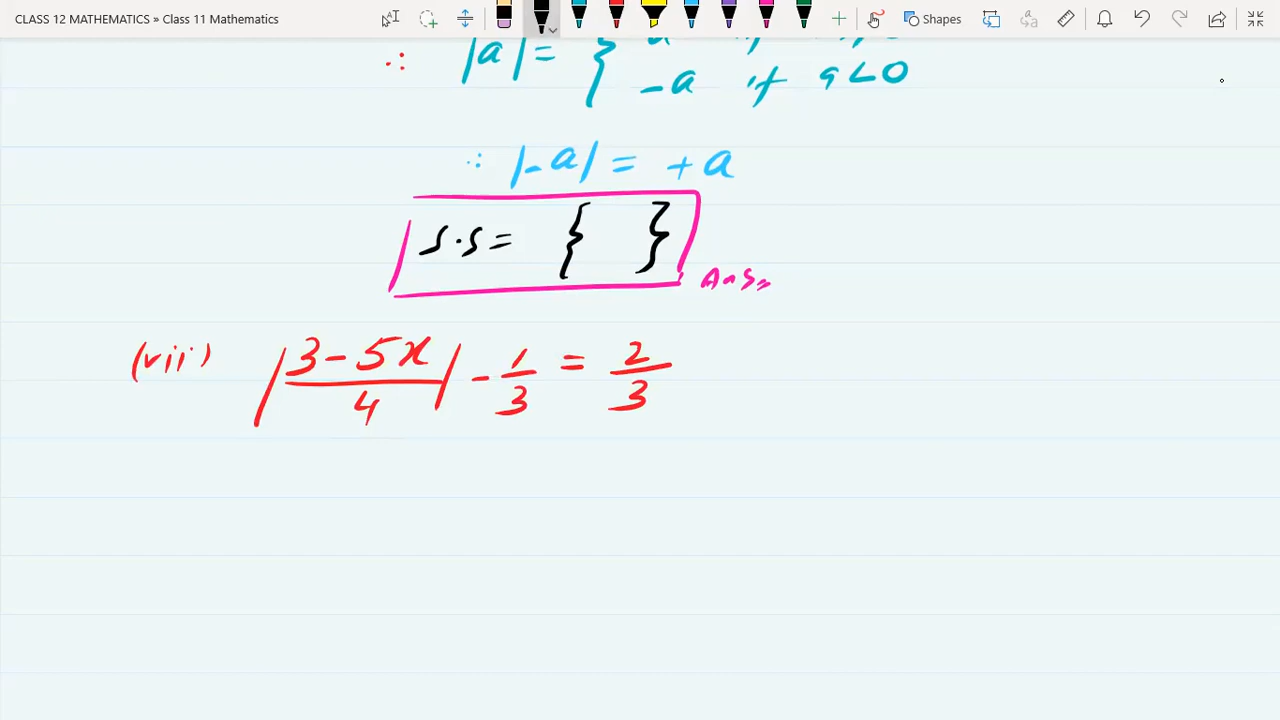 CLASS 12 MATHEMATICS » Class 11 Mathematics
Shapes
∴ |a| = { -a if a<0
∵ |-a| = +a
S.S = { }
Ans
(vii) |3-5x/4| - 1/3 = 2/3